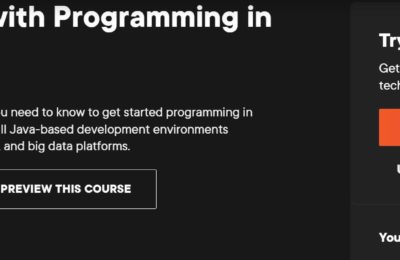 with Programming in
Try
Get
tech
u need to know to get started programming in
ll Java-based development environments
, and big data platforms.
PREVIEW THIS COURSE
You